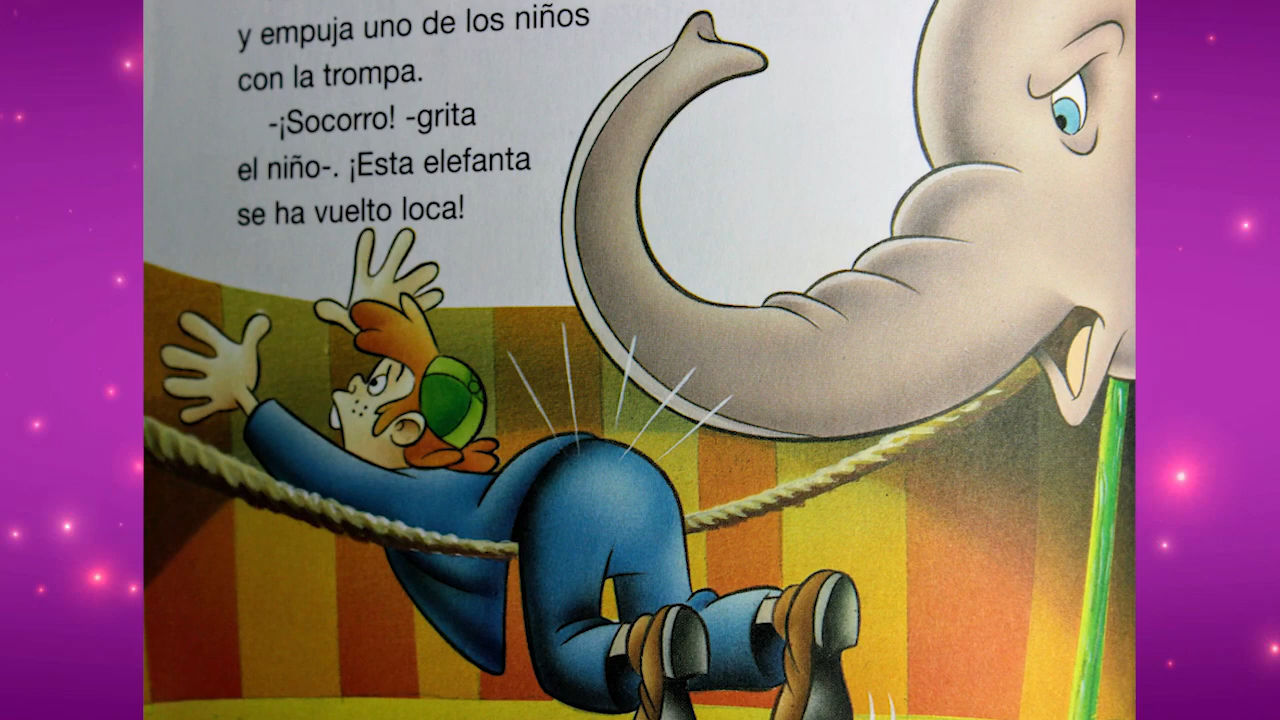 y empuja uno de los niños
con la trompa.
-¡Socorro! -grita
el niño-. ¡Esta elefanta
se ha vuelto loca!